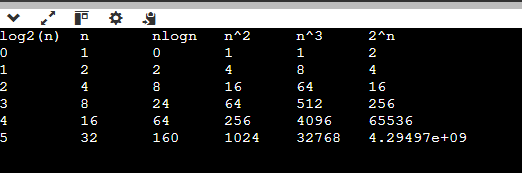 log2(n) n nlogn n^2 n^3 2^n
0 1 0 1 1 2
1 2 2 4 8 4
2 4 8 16 64 16
3 8 24 64 512 256
4 16 64 256 4096 65536
5 32 160 1024 32768 4.29497e+09